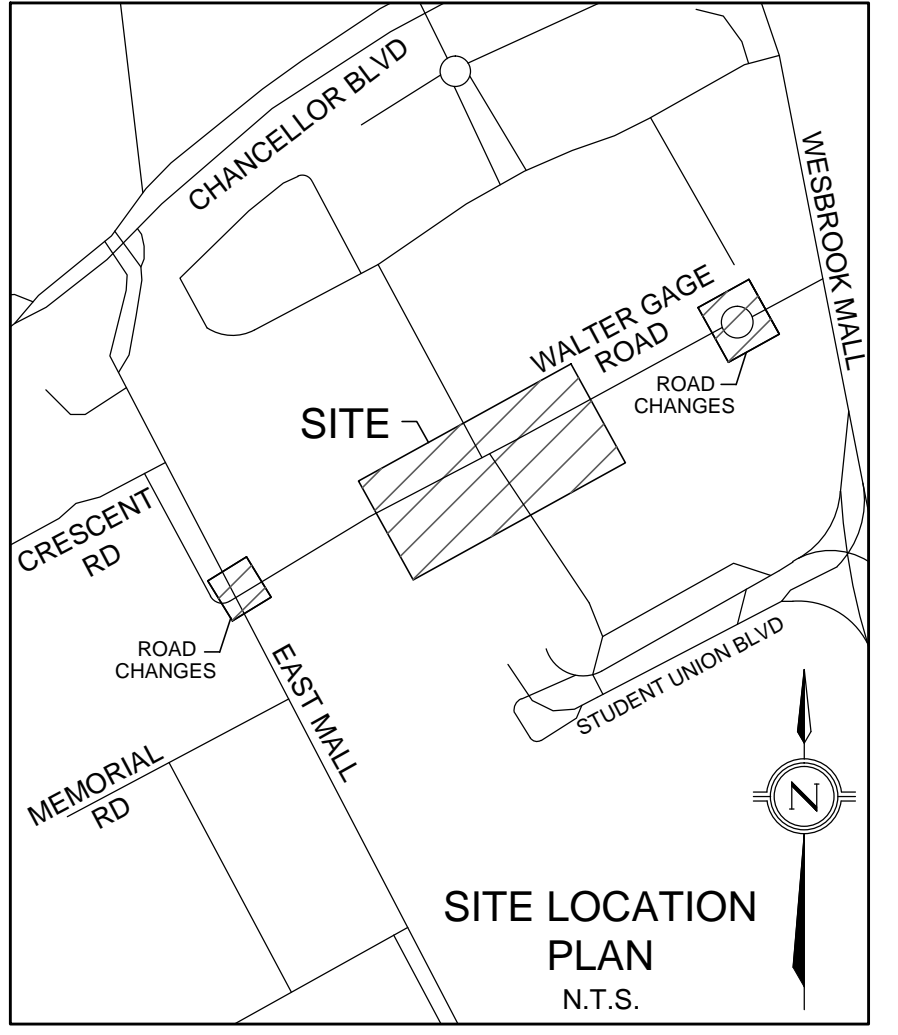 CHANCELLOR BLVD
WESBROOK MALL
WALTER GAGE
ROAD
ROAD
CHANGES
SITE
CRESCENT
RD
ROAD
CHANGES
EAST MALL
STUDENT UNION BLVD
MEMORIAL
RD
N
SITE LOCATION
PLAN
N.T.S.